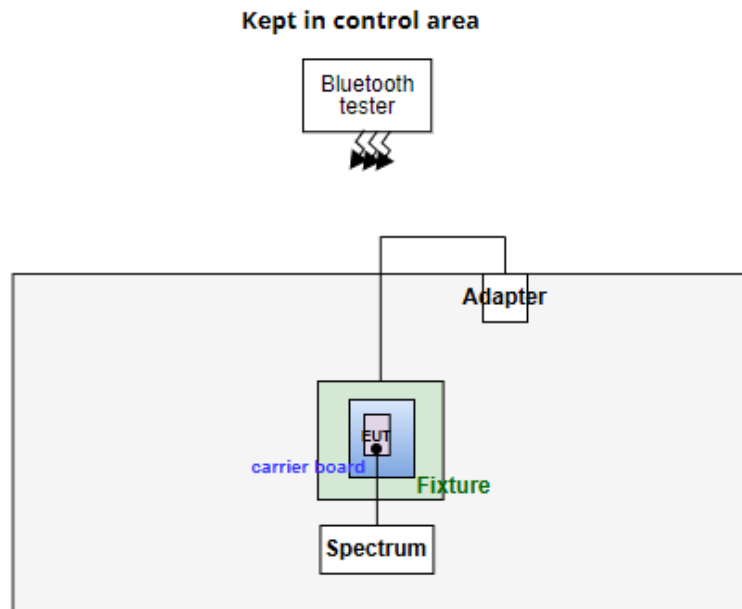 Kept in control area
Bluetooth
tester
Adapter
EUT
carrier board
Fixture
Spectrum